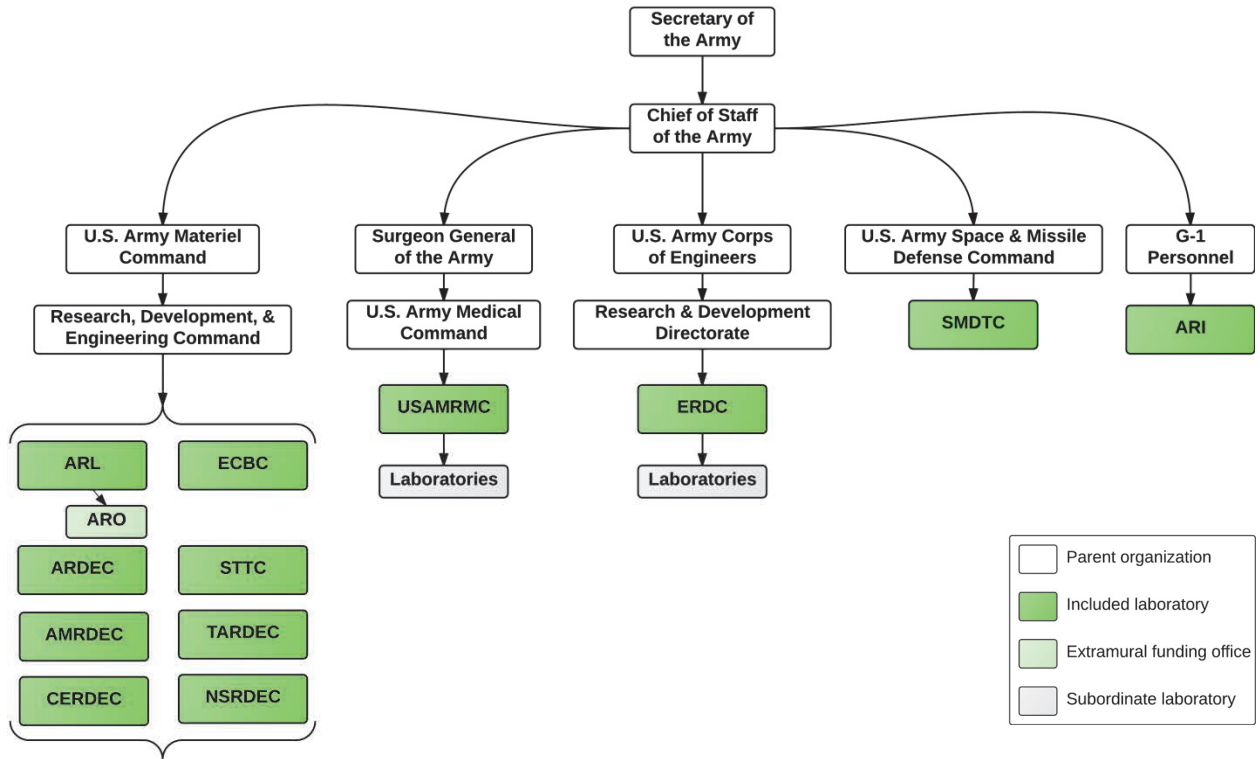 Secretary of
the Army
Chief of Staff
of the Army
U.S. Army Materiel
Command
Surgeon General
of the Army
U.S. Army Corps
of Engineers
U.S. Army Space & Missile
Defense Command
G-1
Personnel
Research, Development, &
Engineering Command
U.S. Army Medical
Command
Research & Development
Directorate
SMDTC
ARI
USAMRMC
ERDC
ARL
ECBC
Laboratories
Laboratories
ARO
ARDEC
STTC
AMRDEC
TARDEC
CERDEC
NSRDEC
Parent organization
Included laboratory
Extramural funding office
Subordinate laboratory